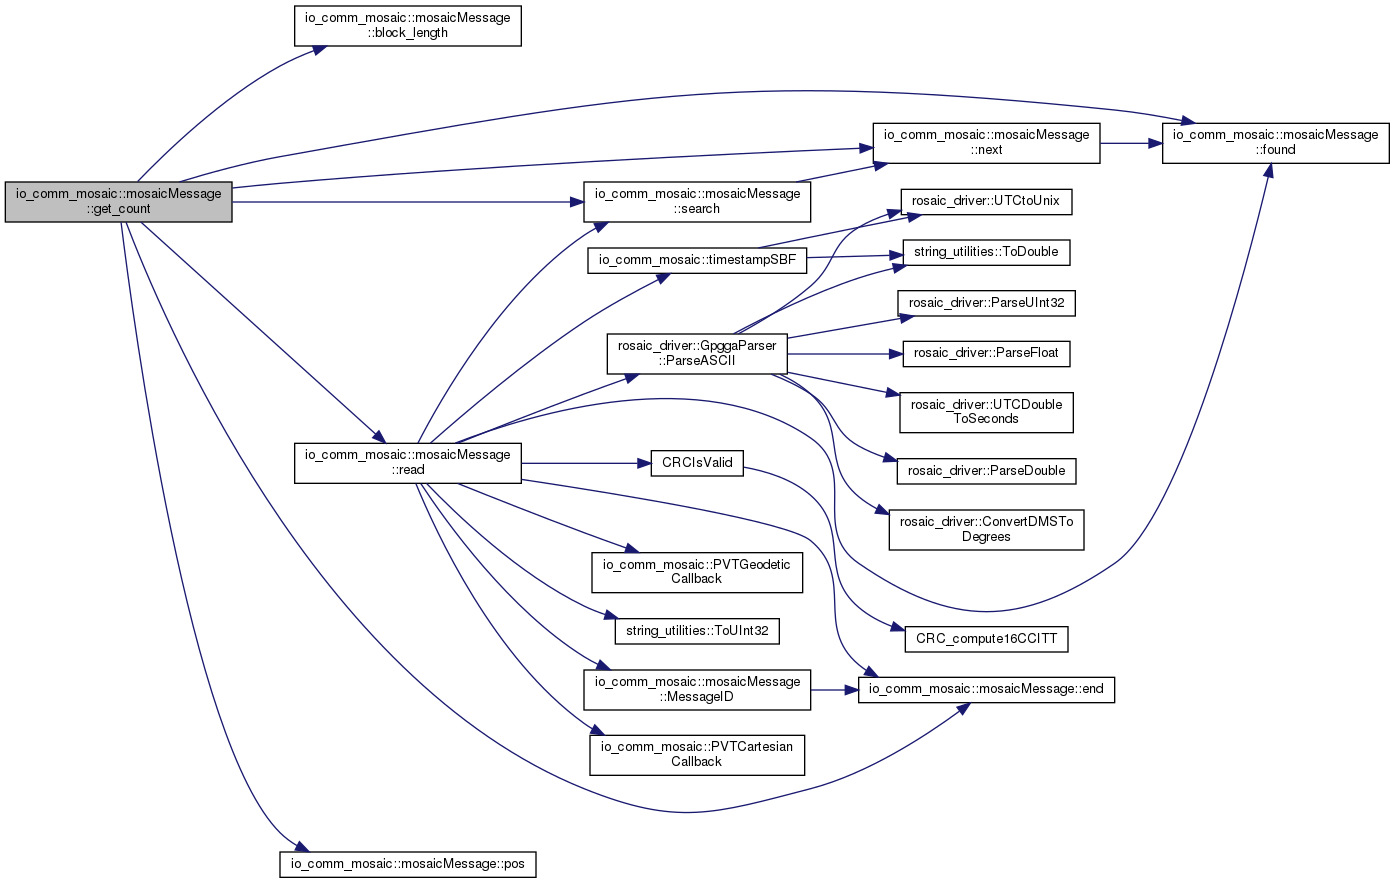 io_comm_mosaic::mosaicMessage
::block_length
io_comm_mosaic::mosaicMessage
::next
io_comm_mosaic::mosaicMessage
::found
io_comm_mosaic::mosaicMessage
::get_count
io_comm_mosaic::mosaicMessage
::search
rosaic_driver::UTCtoUnix
io_comm_mosaic::timestampSBF
string_utilities::ToDouble
rosaic_driver::ParseUInt32
rosaic_driver::GpggaParser
::ParseASCII
rosaic_driver::ParseFloat
rosaic_driver::UTCDouble
ToSeconds
io_comm_mosaic::mosaicMessage
::read
CRCIsValid
rosaic_driver::ParseDouble
rosaic_driver::ConvertDMSTo
Degrees
io_comm_mosaic::PVTGeodetic
Callback
string_utilities::ToUInt32
CRC_compute16CCITT
io_comm_mosaic::mosaicMessage
::MessageID
io_comm_mosaic::mosaicMessage::end
io_comm_mosaic::PVTCartesian
Callback
io_comm_mosaic::mosaicMessage::pos